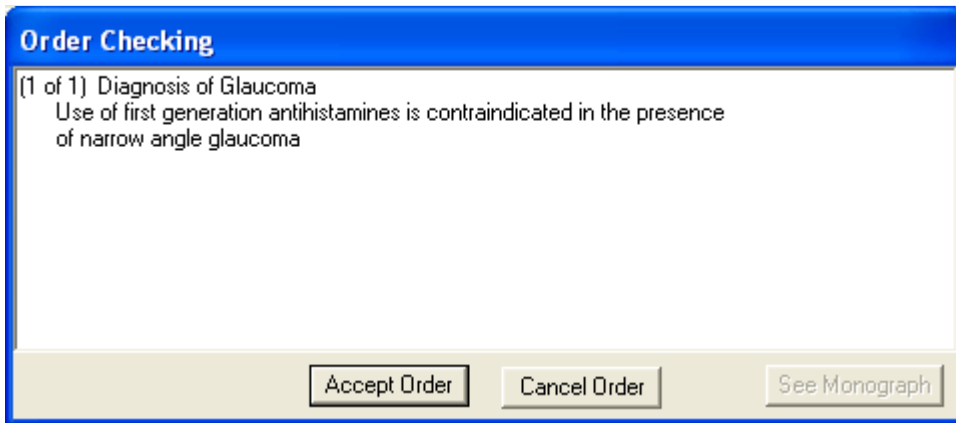 Order Checking
(1 of 1) Diagnosis of Glaucoma
Use of first generation antihistamines is contraindicated in the presence
of narrow angle glaucoma
Accept Order
Cancel Order
See Monograph